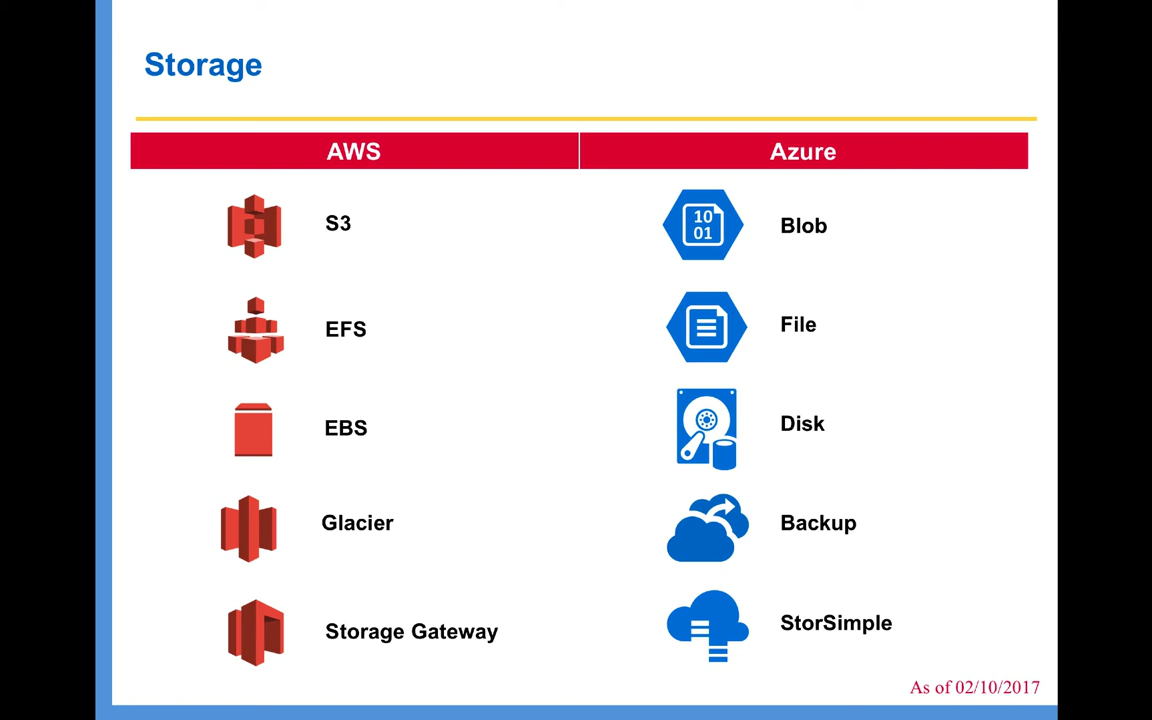 Storage
AWS Azure
S3 Blob
EFS File
EBS Disk
Glacier Backup
Storage Gateway StorSimple
As of 02/10/2017
10
01